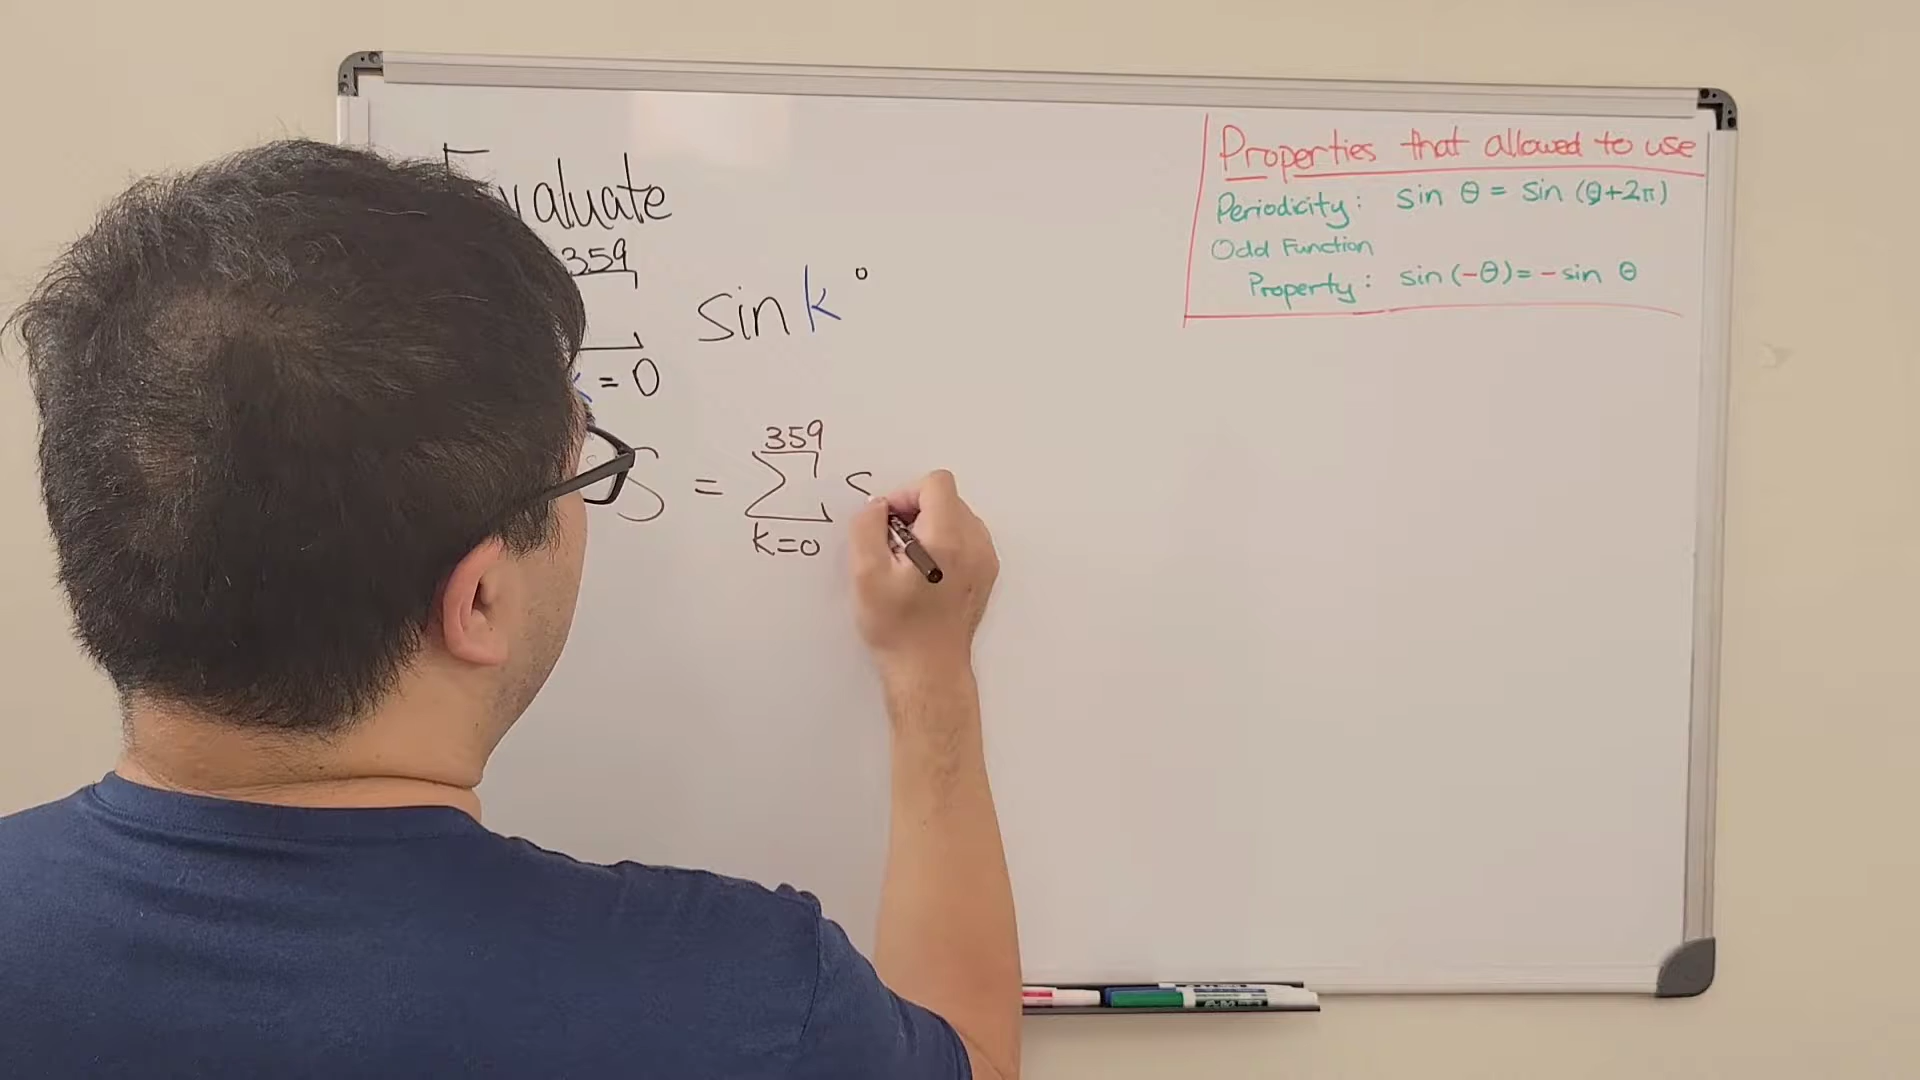 Evaluate
359
sin k°
= 0
S = 359 Σ k=0 s
Properties that allowed to use
Periodicity: sin θ = sin (θ+2π)
Odd Function
Property: sin (-θ) = - sin θ